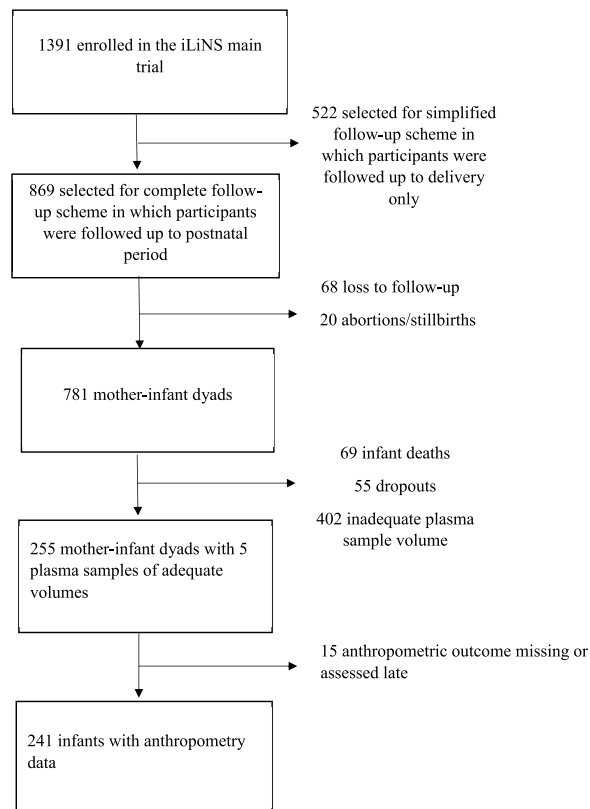 1391 enrolled in the iLiNS main
trial
522 selected for simplified
follow-up scheme in
which participants were
followed up to delivery
only
869 selected for complete follow-
up scheme in which participants
were followed up to postnatal
period
68 loss to follow-up
20 abortions/stillbirths
781 mother-infant dyads
69 infant deaths
55 dropouts
402 inadequate plasma
sample volume
255 mother-infant dyads with 5
plasma samples of adequate
volumes
15 anthropometric outcome missing or
assessed late
241 infants with anthropometry
data